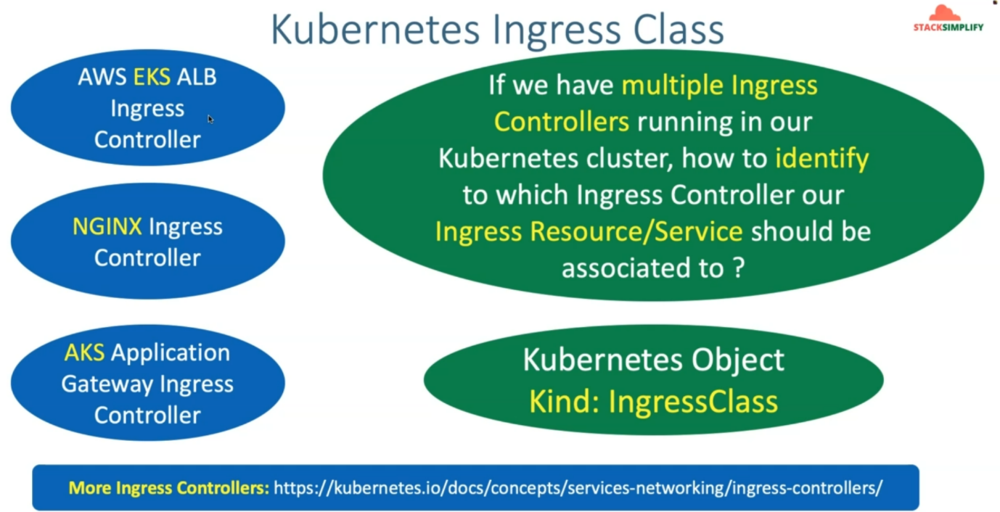 Kubernetes Ingress Class
STACKSIMPLIFY
AWS EKS ALB
Ingress
Controller
NGINX Ingress
Controller
AKS Application
Gateway Ingress
Controller
If we have multiple Ingress
Controllers running in our
Kubernetes cluster, how to identify
to which Ingress Controller our
Ingress Resource/Service should be
associated to ?
Kubernetes Object
Kind: IngressClass
More Ingress Controllers: https://kubernetes.io/docs/concepts/services-networking/ingress-controllers/